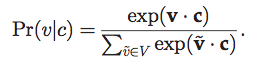 Pr(v|c) = exp(v · c) / ∑ṽ∈V exp(ṽ · c) .